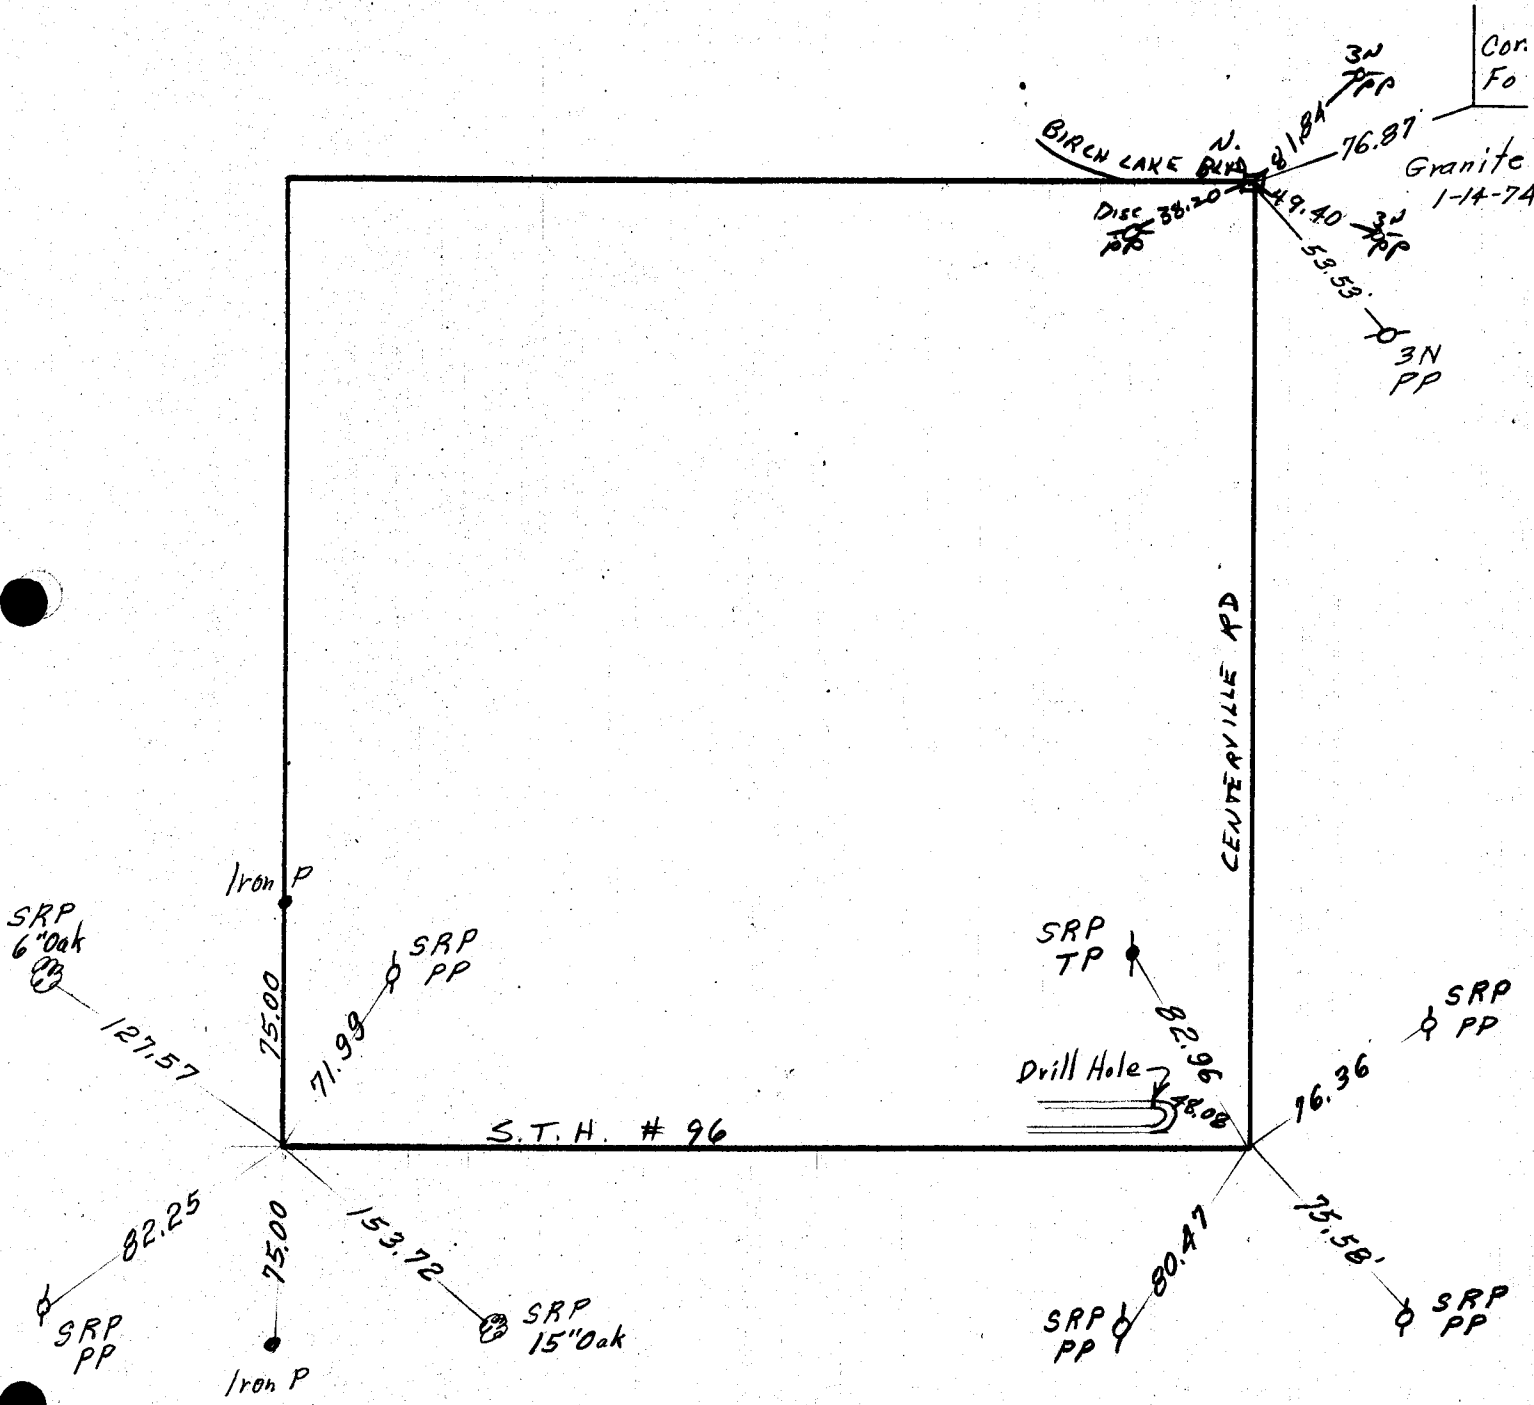 3N
PP
Cor.
Fo
81.84
76.87'
BIRCH LAKE N.
BLVD
Granite
1-14-74
Disc
PP
38.20
49.40
3N
PP
53.53'
3N
PP
CENTERVILLE RD
Iron P
SRP
6"Oak
SRP
PP
SRP
TP
SRP
PP
75.00
127.57
71.99
82.96
Drill Hole
48.08
76.36
S.T.H. # 96
82.25
75.00
153.72
80.47
75.58'
SRP
PP
SRP
15"Oak
SRP
PP
SRP
PP
Iron P